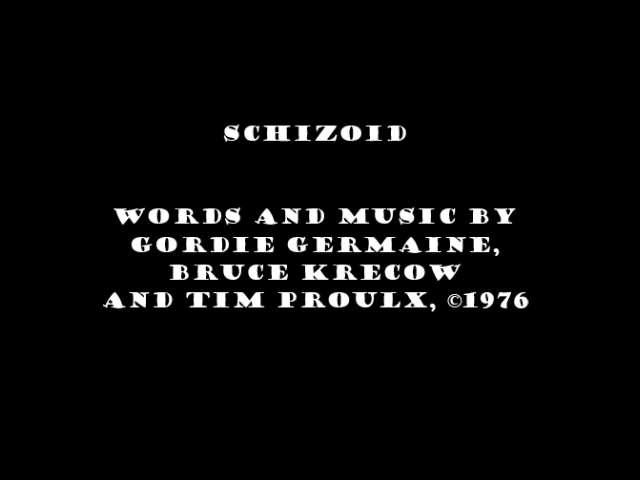 SCHIZOID
WORDS AND MUSIC BY
GORDIE GERMAINE,
BRUCE KRECOW
AND TIM PROULX, ©1976